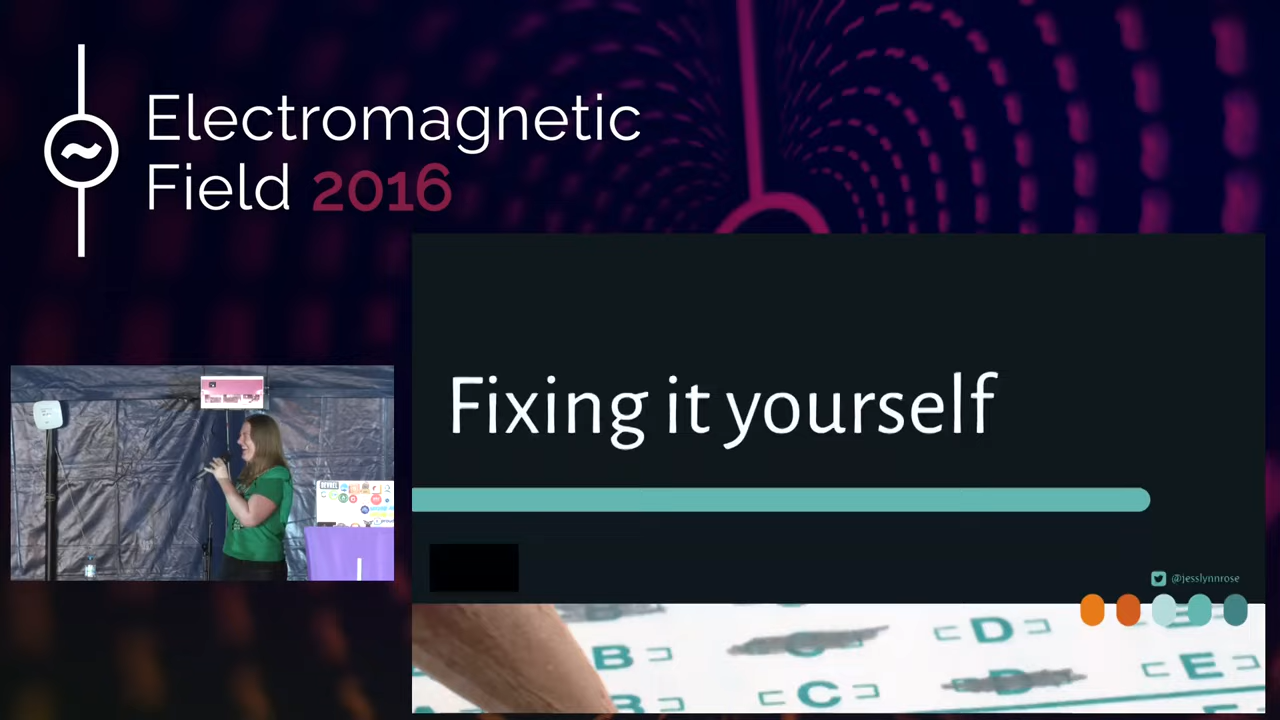 Electromagnetic
Field 2016
Fixing it yourself
@jesslynnrose
B
C
D
A
B
C
D
E